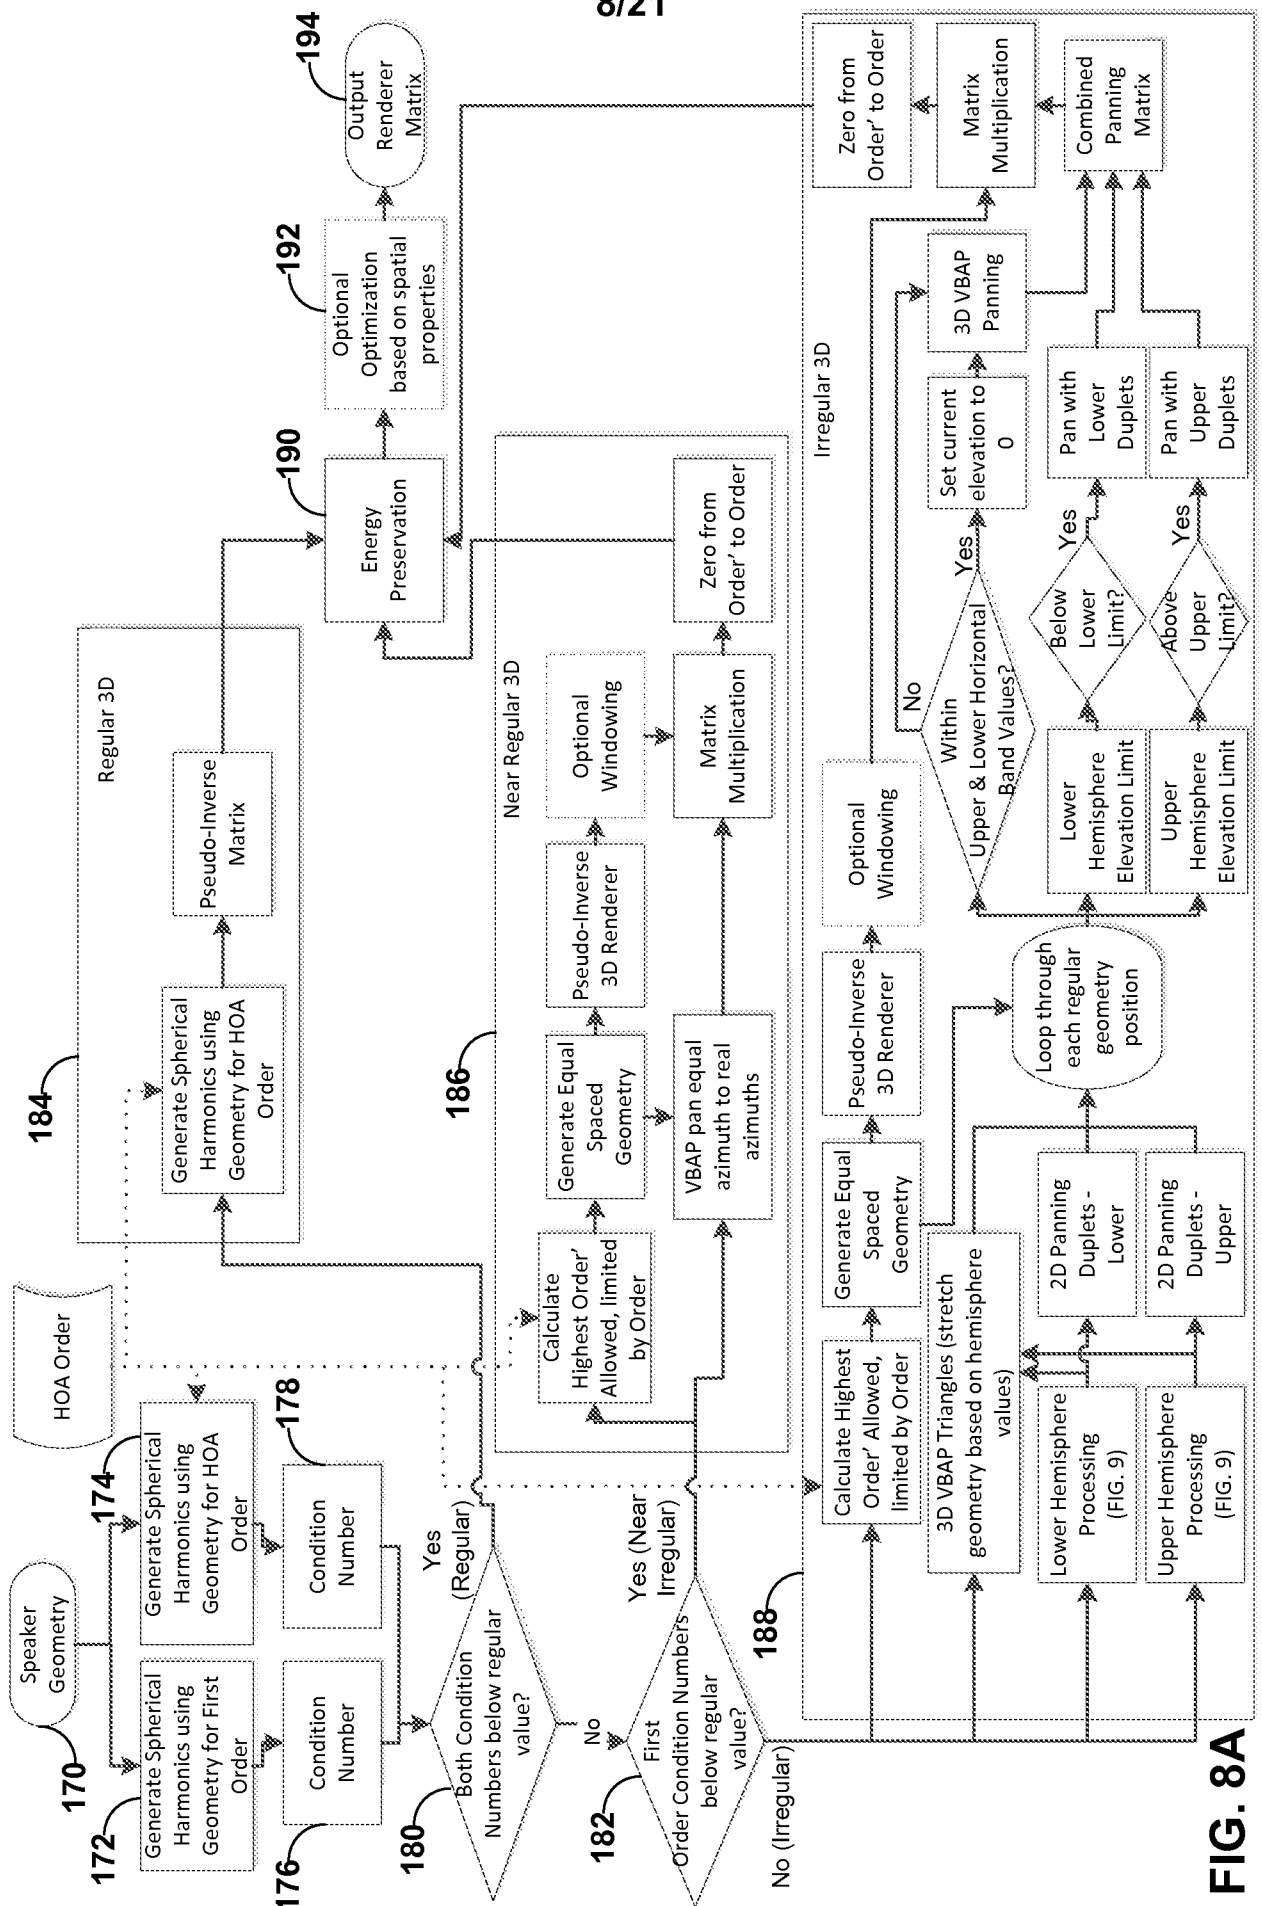 8/21
170
Speaker
Geometry
HOA Order
172
Generate Spherical
Harmonics using
Geometry for First
Order
174
Generate Spherical
Harmonics using
Geometry for HOA
Order
176
Condition
Number
178
Condition
Number
180
Both Condition
Numbers below regular
value?
Yes
(Regular)
No
182
First
Order Condition Numbers
below regular
value?
Yes (Near
Irregular)
No (Irregular)
184
Regular 3D
Generate Spherical
Harmonics using
Geometry for HOA
Order
Pseudo-Inverse
Matrix
186
Near Regular 3D
Calculate
Highest Order'
Allowed, limited
by Order
Generate Equal
Spaced
Geometry
Pseudo-Inverse
3D Renderer
Optional
Windowing
VBAP pan equal
azimuth to real
azimuths
Matrix
Multiplication
Zero from
Order' to Order
190
Energy
Preservation
192
Optional
Optimization
based on spatial
properties
194
Output
Renderer
Matrix
188
Irregular 3D
Calculate Highest
Order' Allowed,
limited by Order
Generate Equal
Spaced
Geometry
Pseudo-Inverse
3D Renderer
Optional
Windowing
3D VBAP Triangles (stretch
geometry based on hemisphere
values)
Lower Hemisphere
Processing
(FIG. 9)
Upper Hemisphere
Processing
(FIG. 9)
2D Panning
Duplets -
Lower
2D Panning
Duplets -
Upper
Loop through
each regular
geometry
position
Within
Upper & Lower Horizontal
Band Values?
No
Yes
Set current
elevation to
0
3D VBAP
Panning
Lower
Hemisphere
Elevation Limit
Below
Lower
Limit?
Yes
Pan with
Lower
Duplets
Upper
Hemisphere
Elevation Limit
Above
Upper
Limit?
Yes
Pan with
Upper
Duplets
Combined
Panning
Matrix
Matrix
Multiplication
Zero from
Order' to Order
FIG. 8A